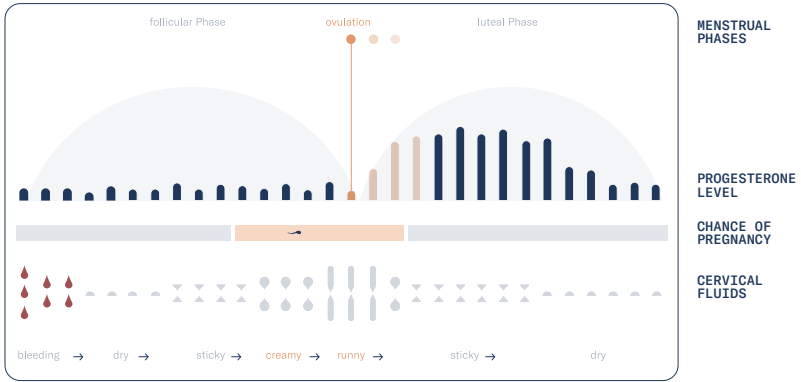 follicular Phase
ovulation
luteal Phase
MENSTRUAL
PHASES
PROGESTERONE
LEVEL
CHANCE OF
PREGNANCY
CERVICAL
FLUIDS
bleeding → dry → sticky → creamy → runny → sticky → dry